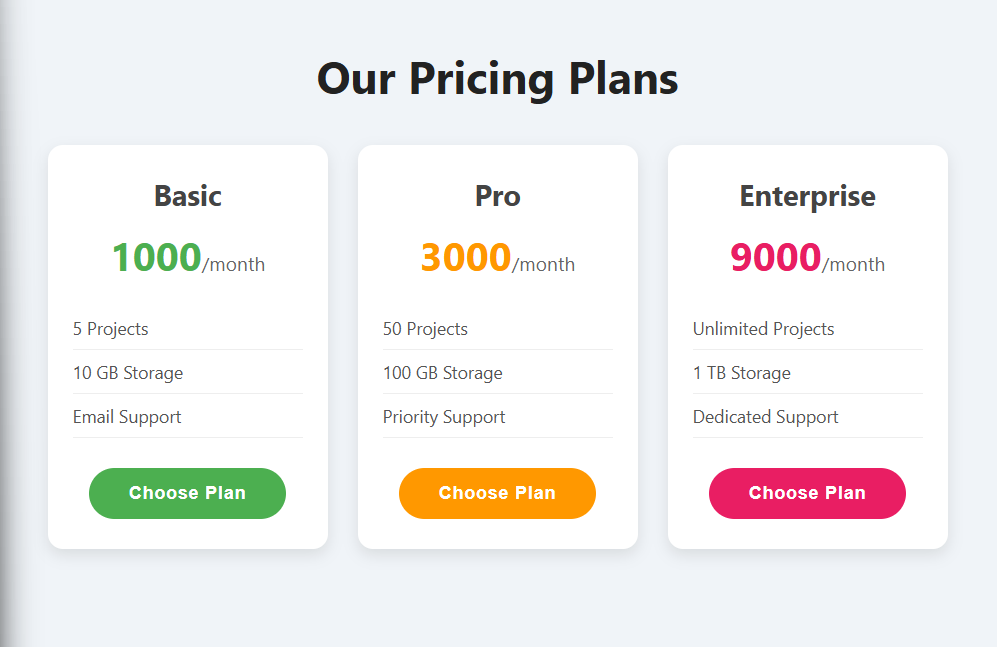 Our Pricing Plans
Basic
1000/month
5 Projects
10 GB Storage
Email Support
Choose Plan
Pro
3000/month
50 Projects
100 GB Storage
Priority Support
Choose Plan
Enterprise
9000/month
Unlimited Projects
1 TB Storage
Dedicated Support
Choose Plan